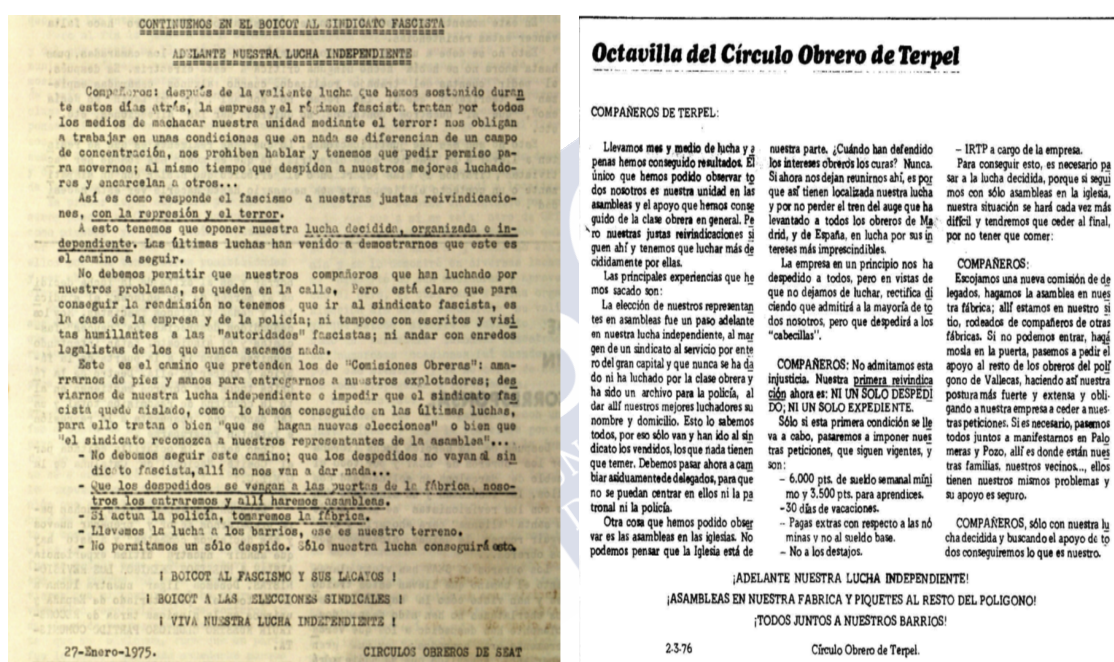 CONTINUEMOS EN EL BOICOT AL SINDICATO FASCISTA
ADELANTE NUESTRA LUCHA INDEPENDIENTE
Compañeros: después de la valiente lucha que hemos sostenido duran
te estos días atrás, la empresa y el régimen fascista tratan por todos
los medios de machacar nuestra unidad mediante el terror: nos obligan
a trabajar en unas condiciones que en nada se diferencian de un campo
de concentración, nos prohiben hablar y tenemos que pedir permiso pa-
ra movernos; al mismo tiempo que despiden a nuestros mejores luchado-
res y encarcelan a otros...
Así es como responde el fascismo a nuestras justas reivindicacio-
nes, con la represión y el terror.
A esto tenemos que oponer nuestra lucha decidida, organizada e in-
dependiente. Las últimas luchas han venido a demostrarnos que este es
el camino a seguir.
No debemos permitir que nuestros compañeros que han luchado por
nuestros problemas, se queden en la calle. Pero está claro que para
conseguir la readmisión no tenemos que ir al sindicato fascista, es
la casa de la empresa y de la policía; ni tampoco con escritos y visi
tas humillantes a las "autoridades" fascistas; ni andar con enredos
legalistas de los que nunca sacamos nada.
Este es el camino que pretenden los de "Comisiones Obreras": ama-
rrarnos de pies y manos para entregarnos a nuestros explotadores; des
viarnos de nuestra lucha independiente e impedir que el sindicato fas
cista quede aislado, como lo hemos conseguido en las últimas luchas,
para ello tratan o bien "que se hagan nuevas elecciones" o bien que
"el sindicato reconozca a nuestros representantes de la asamblea"...
- No debemos seguir este camino; que los despedidos no vayan al sin
dicato fascista, allí no nos van a dar nada...
- Que los despedidos se vengan a las puertas de la fábrica, noso-
tros los entraremos y allí haremos asambleas.
- Si actua la policía, tomaremos la fábrica.
- Llevemos la lucha a los barrios, ese es nuestro terreno.
- No permitamos un sólo despido. Sólo nuestra lucha conseguirá esto.
¡ BOICOT AL FASCISMO Y SUS LACAYOS !
¡ BOICOT A LAS ELECCIONES SINDICALES !
¡ VIVA NUESTRA LUCHA INDEPENDIENTE !
27-Enero-1975. CIRCULOS OBREROS DE SEAT
Octavilla del Círculo Obrero de Terpel
COMPAÑEROS DE TERPEL:
Llevamos mes y medio de lucha y a
penas hemos conseguido resultados. El
único que hemos podido observar to
dos nosotros es nuestra unidad en las
asambleas y el apoyo que hemos conse
guido de la clase obrera en general. Pe
ro nuestras justas reivindicaciones si
guen ahí y tenemos que luchar más de
cididamente por ellas.
Las principales experiencias que he
mos sacado son:
La elección de nuestros representan
tes en asambleas fue un paso adelante
en nuestra lucha independiente, al mar
gen de un sindicato al servicio por ente
ro del gran capital y que nunca se ha da
do ni ha luchado por la clase obrera y
ha sido un archivo para la policía, al
dar allí nuestros mejores luchadores su
nombre y domicilio. Esto lo sabemos
todos, por eso sólo van y han ido al sin
dicato los vendidos, los que nada tienen
que temer. Debemos pasar ahora a cam
biar asiduamente de delegados, para que
no se puedan centrar en ellos ni la pa
tronal ni la policía.
Otra cosa que hemos podido obser
var es las asambleas en las iglesias. No
podemos pensar que la Iglesia está de
nuestra parte. ¿Cuándo han defendido
los intereses obreros los curas? Nunca.
Si ahora nos dejan reunirnos ahí, es por
que así tienen localizada nuestra lucha
y por no perder el tren del auge que ha
levantado a todos los obreros de Ma
drid, y de España, en lucha por sus in
tereses más imprescindibles.
La empresa en un principio nos ha
despedido a todos, pero en vistas de
que no dejamos de luchar, rectifica di
ciendo que admitirá a la mayoría de to
dos nosotros, pero que despedirá a los
"cabecillas".
COMPAÑEROS: No admitamos esta
injusticia. Nuestra primera reivindica
ción ahora es: NI UN SOLO DESPEDI
DO; NI UN SOLO EXPEDIENTE.
Sólo si esta primera condición se lle
va a cabo, pasaremos a imponer nues
tras peticiones, que siguen vigentes, y
son:
– 6.000 pts. de sueldo semanal míni
mo y 3.500 pts. para aprendices.
-30 días de vacaciones.
- Pagas extras con respecto a las nó
minas y no al sueldo base.
– No a los destajos.
– IRTP a cargo de la empresa.
Para conseguir esto, es necesario pa
sar a la lucha decidida, porque si segui
mos con sólo asambleas en la iglesia,
nuestra situación se hará cada vez más
difícil y tendremos que ceder al final,
por no tener que comer:
COMPAÑEROS:
Escojamos una nueva comisión de de
legados, hagamos la asamblea en nues
tra fábrica; allí estamos en nuestro si
tio, rodeados de compañeros de otras
fábricas. Si no podemos entrar, hagá
mosla en la puerta, pasemos a pedir el
apoyo al resto de los obreros del polí
gono de Vallecas, haciendo así nuestra
postura más fuerte y extensa y obli-
gando a nuestra empresa a ceder a nues-
tras peticiones. Si es necesario, pasemos
todos juntos a manifestarnos en Palo
meras y Pozo, allí es donde están nues
tras familias, nuestros vecinos..., ellos
tienen nuestros mismos problemas y
su apoyo es seguro.
COMPAÑEROS, sólo con nuestra lu
cha decidida y buscando el apoyo de to
dos conseguiremos lo que es nuestro.
¡ADELANTE NUESTRA LUCHA INDEPENDIENTE!
¡ASAMBLEAS EN NUESTRA FABRICA Y PIQUETES AL RESTO DEL POLIGONO!
¡TODOS JUNTOS A NUESTROS BARRIOS!
2-3-76 Círculo Obrero de Terpel.